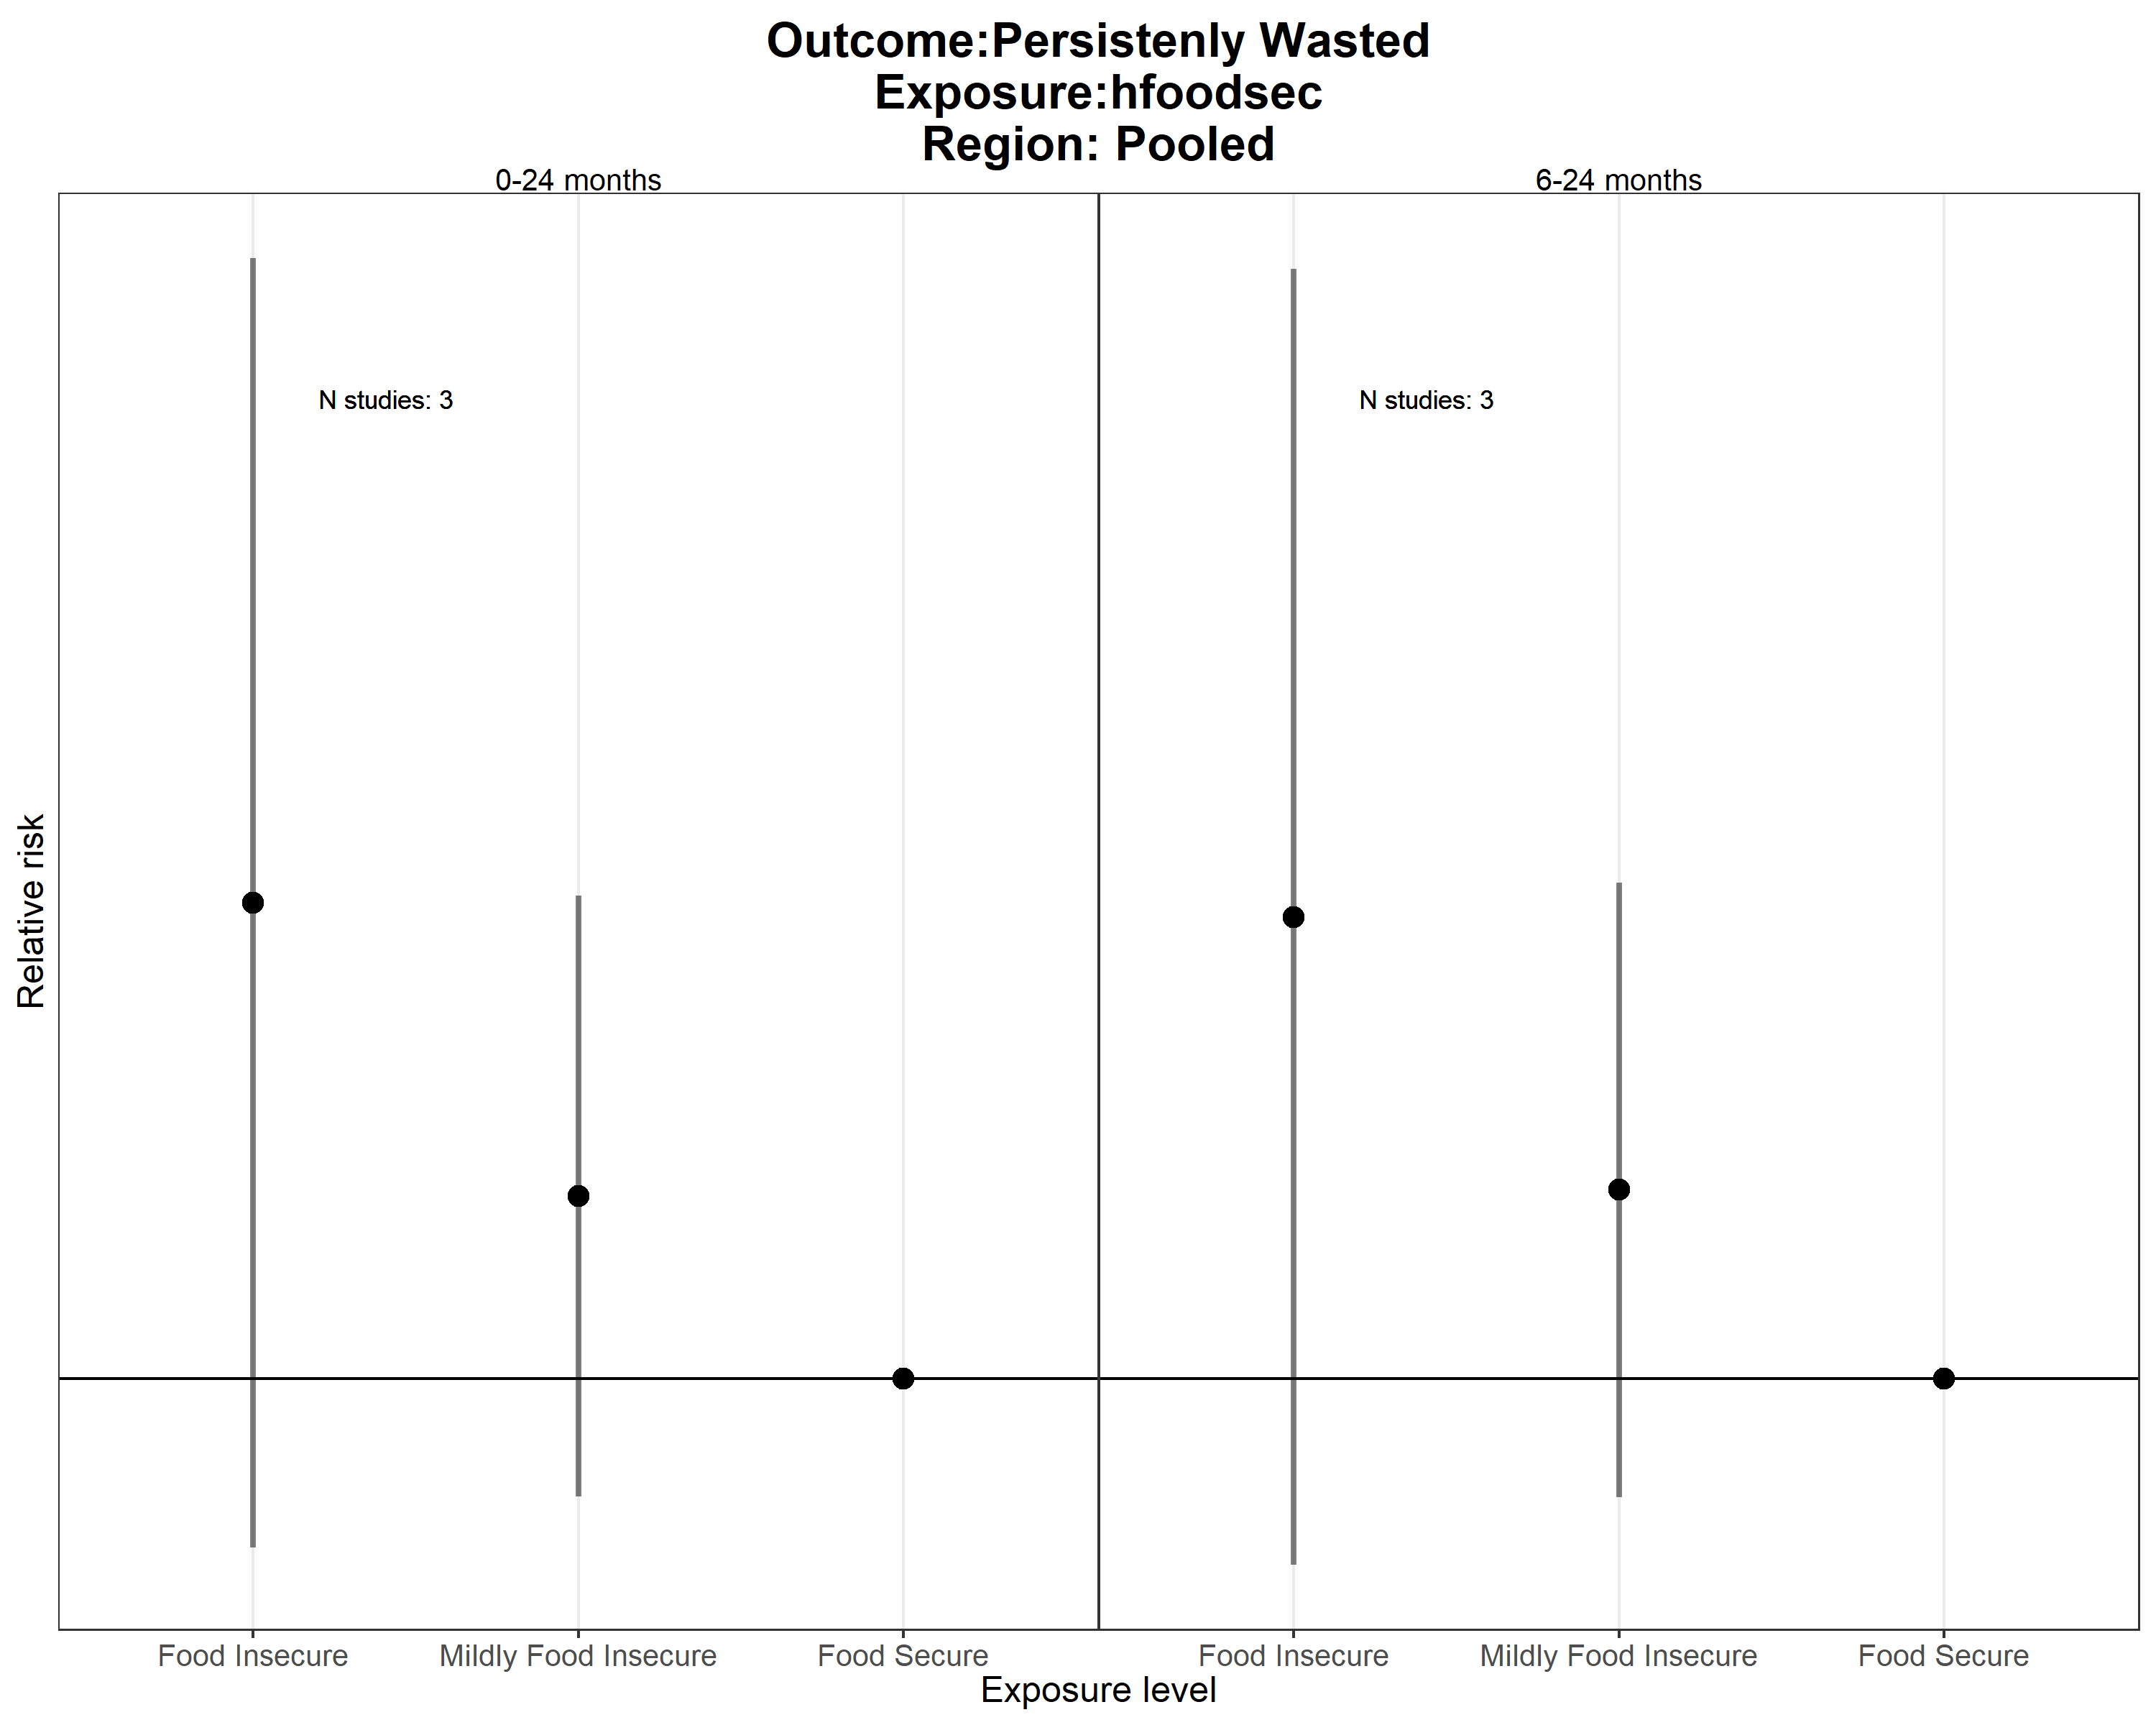 Outcome:Persistenly Wasted
Exposure:hfoodsec
Region: Pooled
0-24 months
6-24 months
N studies: 3
N studies: 3
Relative risk
Food Insecure
Mildly Food Insecure
Food Secure
Food Insecure
Mildly Food Insecure
Food Secure
Exposure level